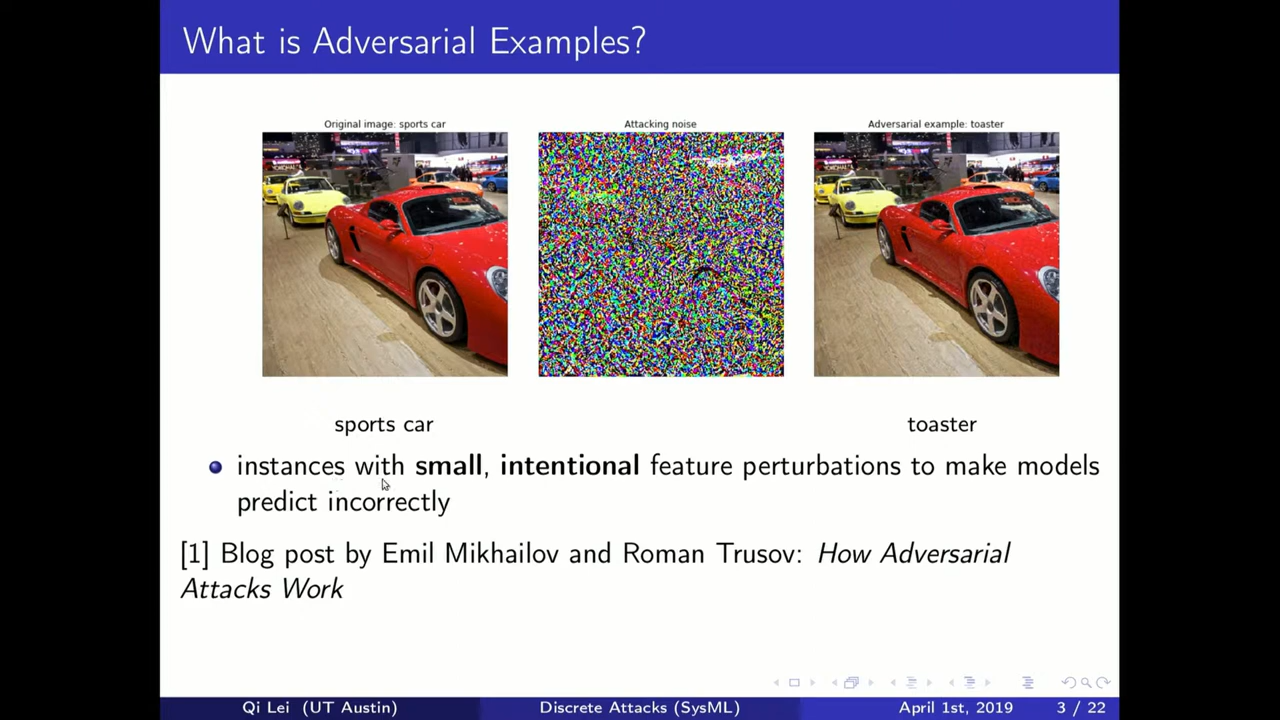 What is Adversarial Examples?
Original image: sports car
Attacking noise
Adversarial example: toaster
sports car
toaster
instances with small, intentional feature perturbations to make models
predict incorrectly
[1] Blog post by Emil Mikhailov and Roman Trusov: How Adversarial
Attacks Work
Qi Lei (UT Austin)
Discrete Attacks (SysML)
April 1st, 2019
3 / 22